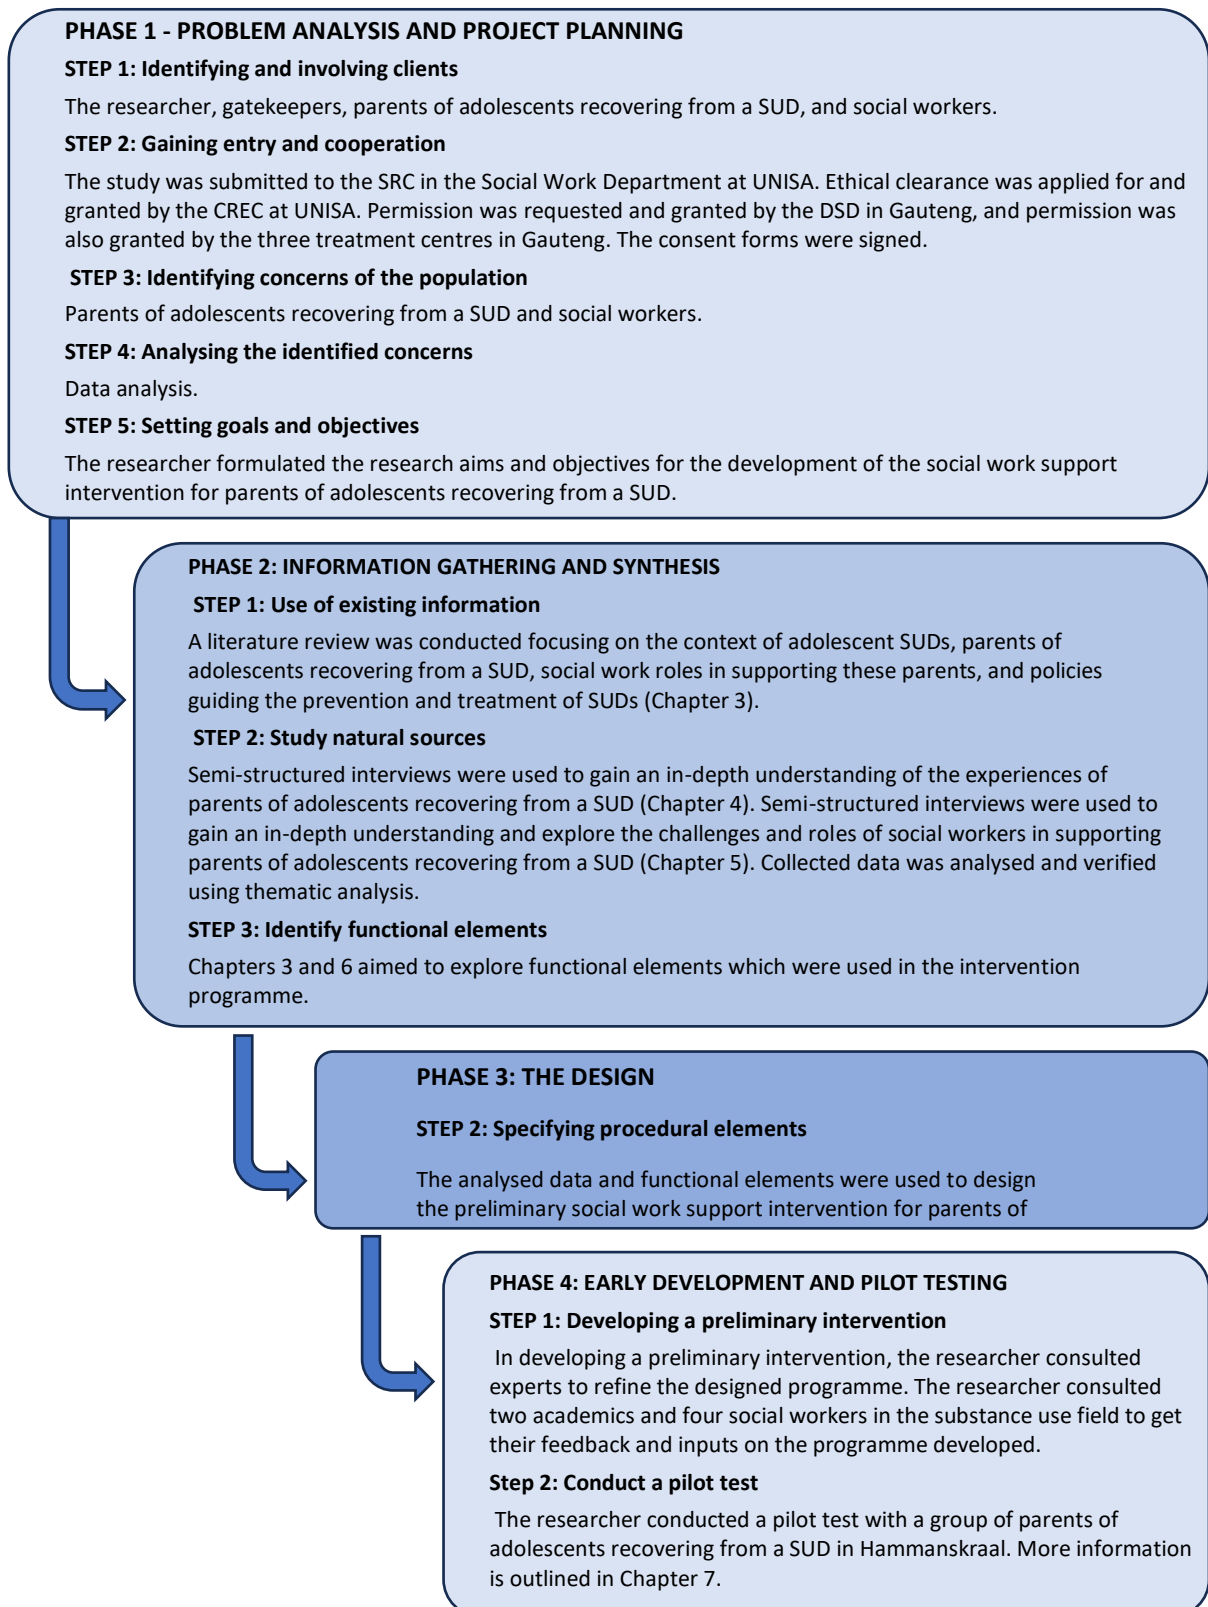 PHASE 1 - PROBLEM ANALYSIS AND PROJECT PLANNING
STEP 1: Identifying and involving clients
The researcher, gatekeepers, parents of adolescents recovering from a SUD, and social workers.
STEP 2: Gaining entry and cooperation
The study was submitted to the SRC in the Social Work Department at UNISA. Ethical clearance was applied for and
granted by the CREC at UNISA. Permission was requested and granted by the DSD in Gauteng, and permission was
also granted by the three treatment centres in Gauteng. The consent forms were signed.
STEP 3: Identifying concerns of the population
Parents of adolescents recovering from a SUD and social workers.
STEP 4: Analysing the identified concerns
Data analysis.
STEP 5: Setting goals and objectives
The researcher formulated the research aims and objectives for the development of the social work support
intervention for parents of adolescents recovering from a SUD.
PHASE 2: INFORMATION GATHERING AND SYNTHESIS
STEP 1: Use of existing information
A literature review was conducted focusing on the context of adolescent SUDs, parents of
adolescents recovering from a SUD, social work roles in supporting these parents, and policies
guiding the prevention and treatment of SUDs (Chapter 3).
STEP 2: Study natural sources
Semi-structured interviews were used to gain an in-depth understanding of the experiences of
parents of adolescents recovering from a SUD (Chapter 4). Semi-structured interviews were used to
gain an in-depth understanding and explore the challenges and roles of social workers in supporting
parents of adolescents recovering from a SUD (Chapter 5). Collected data was analysed and verified
using thematic analysis.
STEP 3: Identify functional elements
Chapters 3 and 6 aimed to explore functional elements which were used in the intervention
programme.
PHASE 3: THE DESIGN
STEP 2: Specifying procedural elements
The analysed data and functional elements were used to design
the preliminary social work support intervention for parents of
PHASE 4: EARLY DEVELOPMENT AND PILOT TESTING
STEP 1: Developing a preliminary intervention
In developing a preliminary intervention, the researcher consulted
experts to refine the designed programme. The researcher consulted
two academics and four social workers in the substance use field to get
their feedback and inputs on the programme developed.
Step 2: Conduct a pilot test
The researcher conducted a pilot test with a group of parents of
adolescents recovering from a SUD in Hammanskraal. More information
is outlined in Chapter 7.